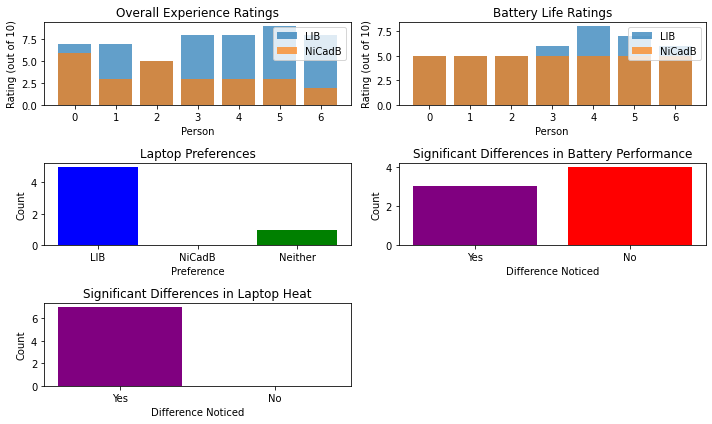 Overall Experience Ratings
Rating (out of 10)
7.5
5.0
2.5
0.0
LIB
NiCadB
0 1 2 3 4 5 6
Person
Battery Life Ratings
Rating (out of 10)
7.5
5.0
2.5
0.0
LIB
NiCadB
0 1 2 3 4 5 6
Person
Laptop Preferences
Count
4
2
0
LIB NiCadB Neither
Preference
Significant Differences in Battery Performance
Count
4
2
0
Yes No
Difference Noticed
Significant Differences in Laptop Heat
Count
6
4
2
0
Yes No
Difference Noticed